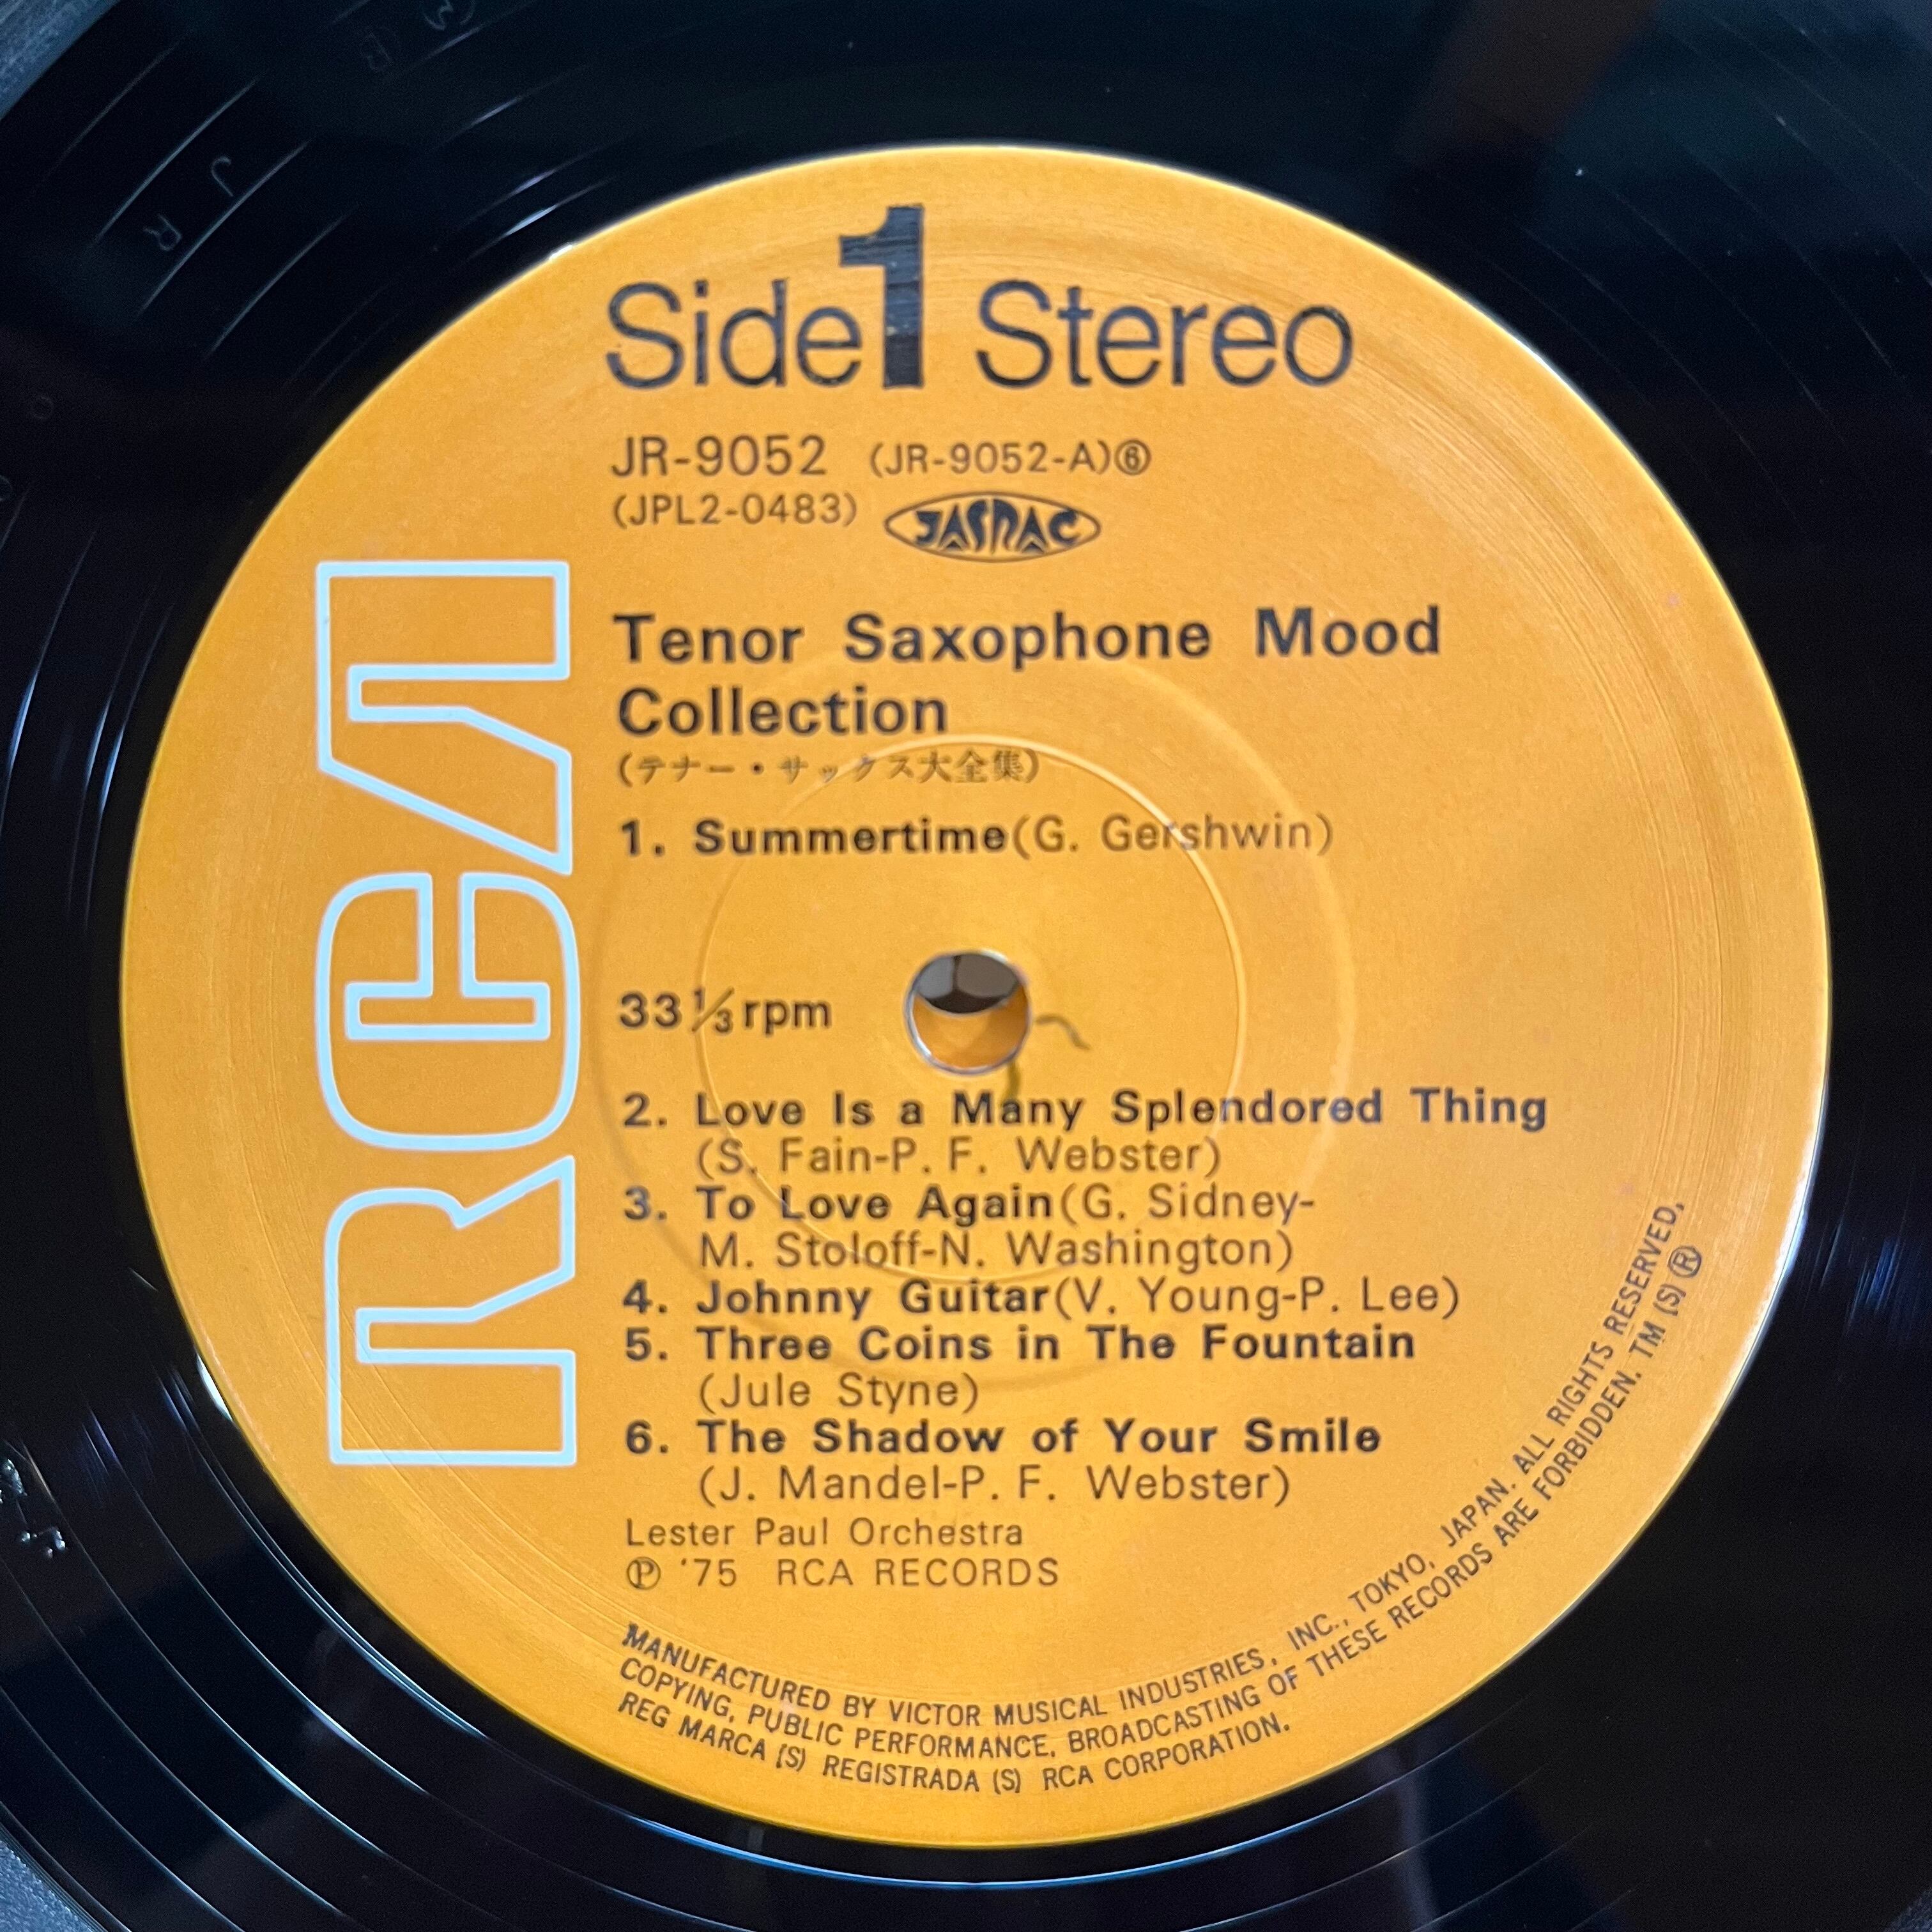 Side 1 Stereo
JR-9052 (JR-9052-A)⑥
(JPL2-0483) JASRAC
RCA
Tenor Saxophone Mood
Collection
(テナー・サックス大全集)
1. Summertime(G. Gershwin)
33 1/3 rpm
2. Love Is a Many Splendored Thing
(S. Fain-P. F. Webster)
3. To Love Again(G. Sidney-
M. Stoloff-N. Washington)
4. Johnny Guitar(V. Young-P. Lee)
5. Three Coins in The Fountain
(Jule Styne)
6. The Shadow of Your Smile
(J. Mandel-P. F. Webster)
Lester Paul Orchestra
Ⓟ '75 RCA RECORDS
MANUFACTURED BY VICTOR MUSICAL INDUSTRIES, INC., TOKYO, JAPAN. ALL RIGHTS RESERVED,
COPYING, PUBLIC PERFORMANCE, BROADCASTING OF THESE RECORDS ARE FORBIDDEN. TM (S) ®
REG MARCA (S) REGISTRADA (S) RCA CORPORATION.
J R